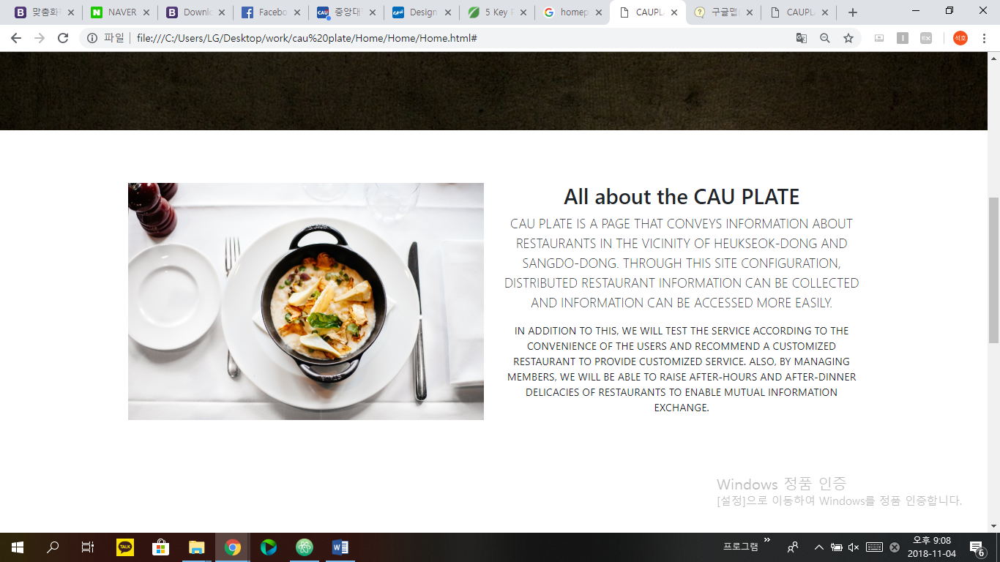 맞춤화
NAVER
Downlo
Facebo
중앙대
Design
5 Key
homep
CAUPL
구글맵
CAUPL
파일
file:///C:/Users/LG/Desktop/work/cau%20plate/Home/Home/Home.html#
석호
All about the CAU PLATE
CAU PLATE IS A PAGE THAT CONVEYS INFORMATION ABOUT
RESTAURANTS IN THE VICINITY OF HEUKSEOK-DONG AND
SANGDO-DONG. THROUGH THIS SITE CONFIGURATION,
DISTRIBUTED RESTAURANT INFORMATION CAN BE COLLECTED
AND INFORMATION CAN BE ACCESSED MORE EASILY.
IN ADDITION TO THIS, WE WILL TEST THE SERVICE ACCORDING TO THE
CONVENIENCE OF THE USERS AND RECOMMEND A CUSTOMIZED
RESTAURANT TO PROVIDE CUSTOMIZED SERVICE. ALSO, BY MANAGING
MEMBERS, WE WILL BE ABLE TO RAISE AFTER-HOURS AND AFTER-DINNER
DELICACIES OF RESTAURANTS TO ENABLE MUTUAL INFORMATION
EXCHANGE.
Windows 정품 인증
[설정]으로 이동하여 Windows를 정품 인증합니다.
TALK
프로그램
오후 9:08
2018-11-04
6